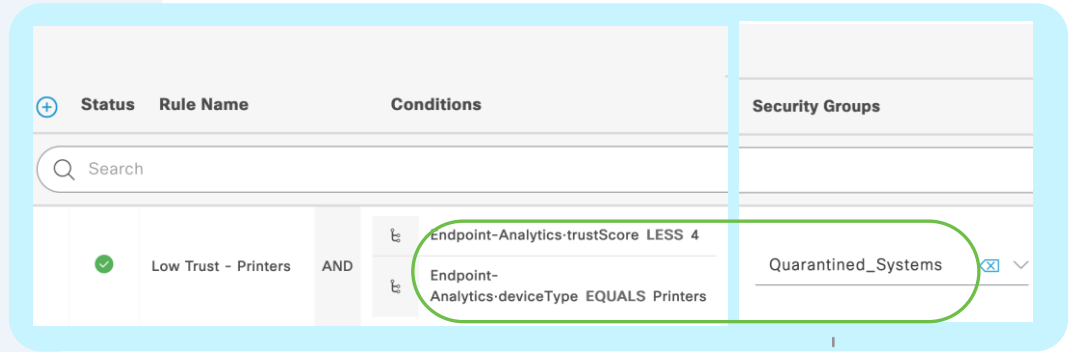 Status Rule Name Conditions Security Groups
Search
Endpoint-Analytics·trustScore LESS 4
Low Trust - Printers AND Quarantined_Systems
Endpoint-
Analytics·deviceType EQUALS Printers